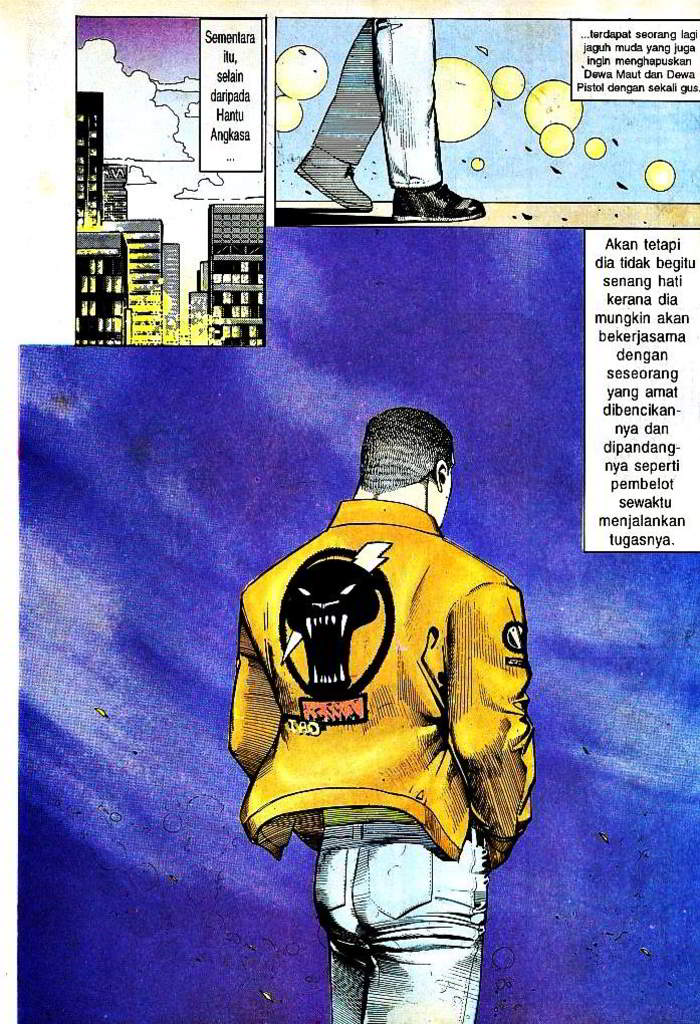 Sementara
itu,
selain
daripada
Hantu
Angkasa
...
...terdapat seorang lagi
jaguh muda yang juga
ingin menghapuskan
Dewa Maut dan Dewa
Pistol dengan sekali gus.
Akan tetapi
dia tidak begitu
senang hati
kerana dia
mungkin akan
bekerjasama
dengan
seseorang
yang amat
dibencikan-
nya dan
dipandang-
nya seperti
pembelot
sewaktu
menjalankan
tugasnya.